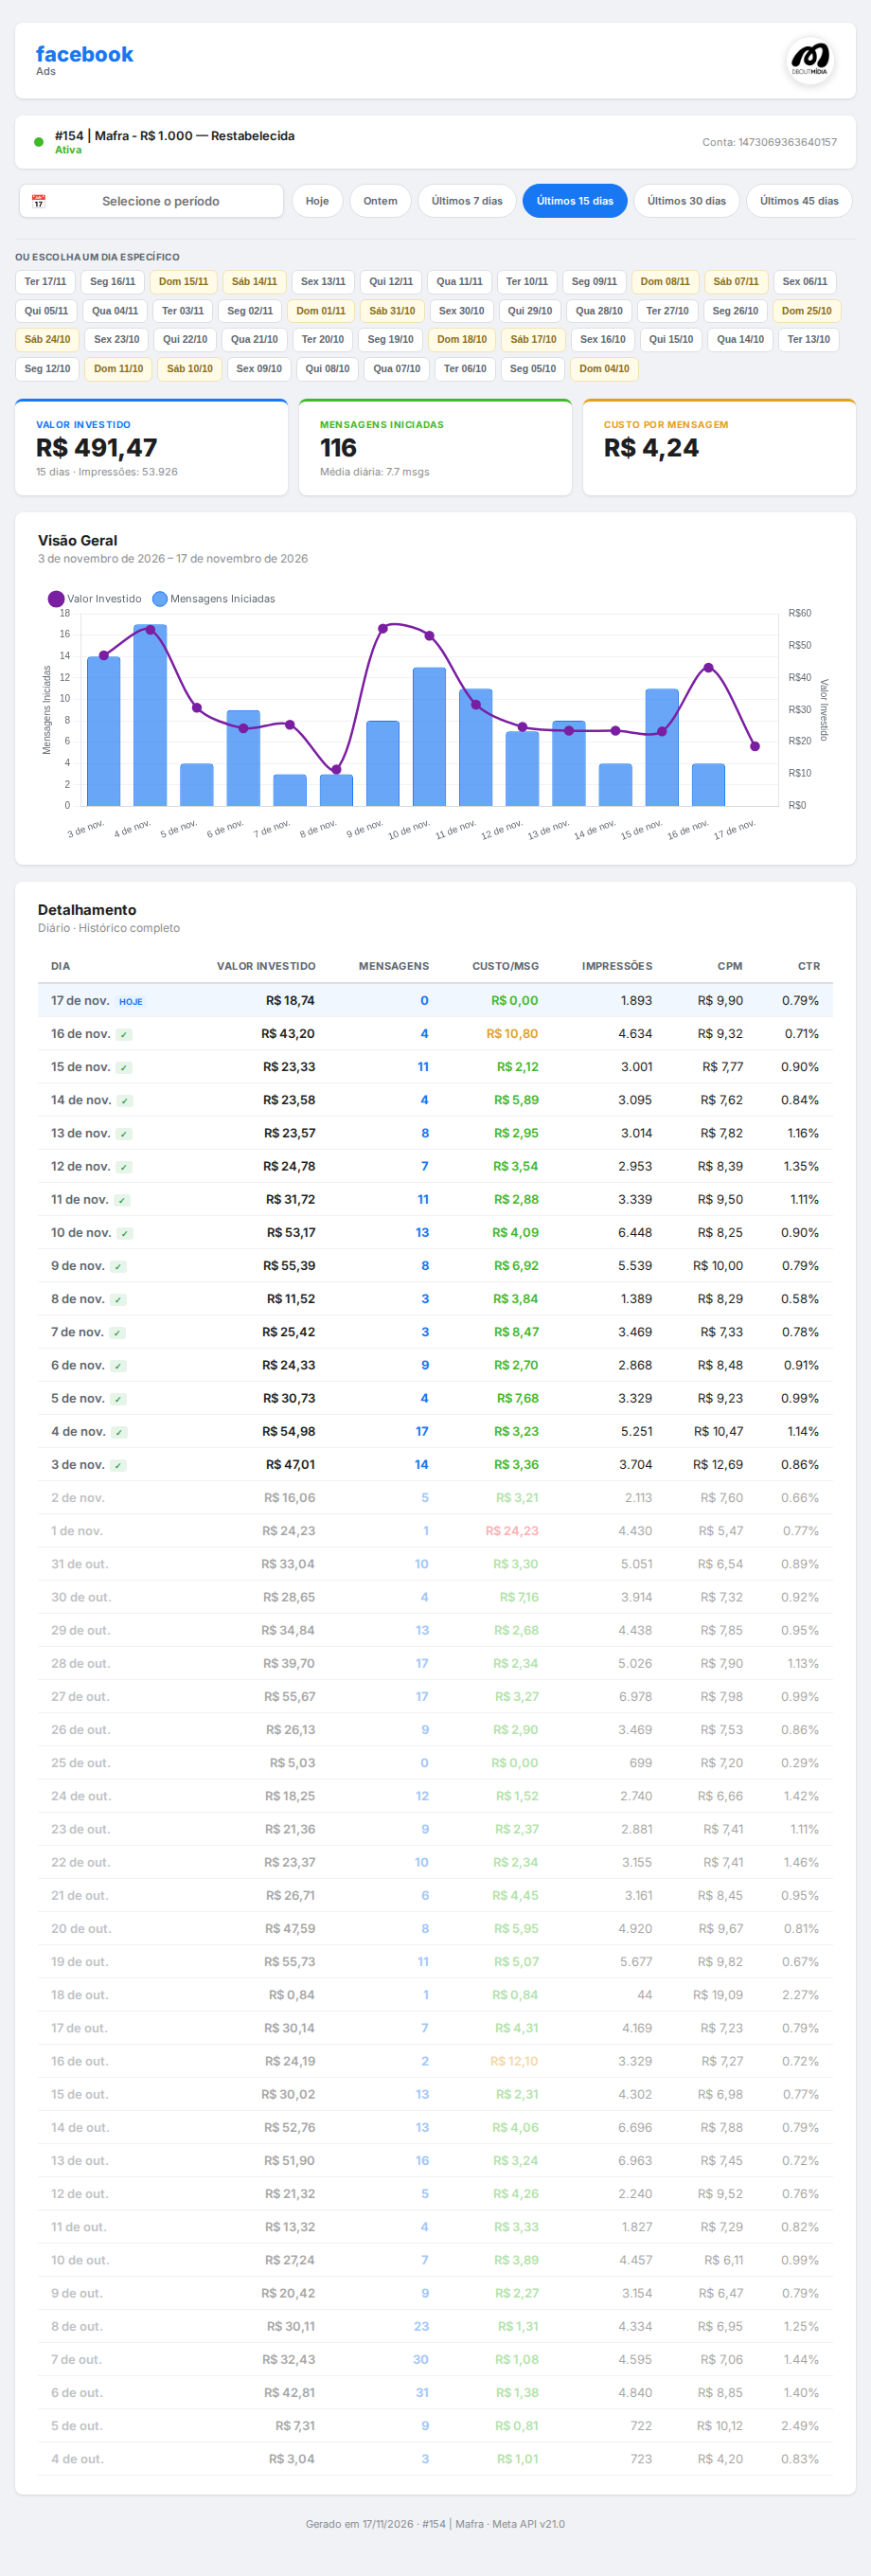 facebook
Ads
DBOUTMÍDIA
#154 | Mafra - R$ 1.000 — Restabelecida
Ativa
Conta: 1473069363640157
Selecione o período
Hoje
Ontem
Últimos 7 dias
Últimos 15 dias
Últimos 30 dias
Últimos 45 dias
OU ESCOLHA UM DIA ESPECÍFICO
Ter 17/11 Seg 16/11 Dom 15/11 Sáb 14/11 Sex 13/11 Qui 12/11 Qua 11/11 Ter 10/11 Seg 09/11 Dom 08/11 Sáb 07/11 Sex 06/11
Qui 05/11 Qua 04/11 Ter 03/11 Seg 02/11 Dom 01/11 Sáb 31/10 Sex 30/10 Qui 29/10 Qua 28/10 Ter 27/10 Seg 26/10 Dom 25/10
Sáb 24/10 Sex 23/10 Qui 22/10 Qua 21/10 Ter 20/10 Seg 19/10 Dom 18/10 Sáb 17/10 Sex 16/10 Qui 15/10 Qua 14/10 Ter 13/10
Seg 12/10 Dom 11/10 Sáb 10/10 Sex 09/10 Qui 08/10 Qua 07/10 Ter 06/10 Seg 05/10 Dom 04/10
VALOR INVESTIDO
R$ 491,47
15 dias · Impressões: 53.926
MENSAGENS INICIADAS
116
Média diária: 7.7 msgs
CUSTO POR MENSAGEM
R$ 4,24
Visão Geral
3 de novembro de 2026 – 17 de novembro de 2026
Valor Investido Mensagens Iniciadas
Mensagens Iniciadas
18
16
14
12
10
8
6
4
2
0
R$60
R$50
R$40
R$30
R$20
R$10
R$0
Valor Investido
3 de nov. 4 de nov. 5 de nov. 6 de nov. 7 de nov. 8 de nov. 9 de nov. 10 de nov. 11 de nov. 12 de nov. 13 de nov. 14 de nov. 15 de nov. 16 de nov. 17 de nov.
Detalhamento
Diário · Histórico completo
DIA VALOR INVESTIDO MENSAGENS CUSTO/MSG IMPRESSÕES CPM CTR
17 de nov. HOJE R$ 18,74 0 R$ 0,00 1.893 R$ 9,90 0.79%
16 de nov. ✓ R$ 43,20 4 R$ 10,80 4.634 R$ 9,32 0.71%
15 de nov. ✓ R$ 23,33 11 R$ 2,12 3.001 R$ 7,77 0.90%
14 de nov. ✓ R$ 23,58 4 R$ 5,89 3.095 R$ 7,62 0.84%
13 de nov. ✓ R$ 23,57 8 R$ 2,95 3.014 R$ 7,82 1.16%
12 de nov. ✓ R$ 24,78 7 R$ 3,54 2.953 R$ 8,39 1.35%
11 de nov. ✓ R$ 31,72 11 R$ 2,88 3.339 R$ 9,50 1.11%
10 de nov. ✓ R$ 53,17 13 R$ 4,09 6.448 R$ 8,25 0.90%
9 de nov. ✓ R$ 55,39 8 R$ 6,92 5.539 R$ 10,00 0.79%
8 de nov. ✓ R$ 11,52 3 R$ 3,84 1.389 R$ 8,29 0.58%
7 de nov. ✓ R$ 25,42 3 R$ 8,47 3.469 R$ 7,33 0.78%
6 de nov. ✓ R$ 24,33 9 R$ 2,70 2.868 R$ 8,48 0.91%
5 de nov. ✓ R$ 30,73 4 R$ 7,68 3.329 R$ 9,23 0.99%
4 de nov. ✓ R$ 54,98 17 R$ 3,23 5.251 R$ 10,47 1.14%
3 de nov. ✓ R$ 47,01 14 R$ 3,36 3.704 R$ 12,69 0.86%
2 de nov. R$ 16,06 5 R$ 3,21 2.113 R$ 7,60 0.66%
1 de nov. R$ 24,23 1 R$ 24,23 4.430 R$ 5,47 0.77%
31 de out. R$ 33,04 10 R$ 3,30 5.051 R$ 6,54 0.89%
30 de out. R$ 28,65 4 R$ 7,16 3.914 R$ 7,32 0.92%
29 de out. R$ 34,84 13 R$ 2,68 4.438 R$ 7,85 0.95%
28 de out. R$ 39,70 17 R$ 2,34 5.026 R$ 7,90 1.13%
27 de out. R$ 55,67 17 R$ 3,27 6.978 R$ 7,98 0.99%
26 de out. R$ 26,13 9 R$ 2,90 3.469 R$ 7,53 0.86%
25 de out. R$ 5,03 0 R$ 0,00 699 R$ 7,20 0.29%
24 de out. R$ 18,25 12 R$ 1,52 2.740 R$ 6,66 1.42%
23 de out. R$ 21,36 9 R$ 2,37 2.881 R$ 7,41 1.11%
22 de out. R$ 23,37 10 R$ 2,34 3.155 R$ 7,41 1.46%
21 de out. R$ 26,71 6 R$ 4,45 3.161 R$ 8,45 0.95%
20 de out. R$ 47,59 8 R$ 5,95 4.920 R$ 9,67 0.81%
19 de out. R$ 55,73 11 R$ 5,07 5.677 R$ 9,82 0.67%
18 de out. R$ 0,84 1 R$ 0,84 44 R$ 19,09 2.27%
17 de out. R$ 30,14 7 R$ 4,31 4.169 R$ 7,23 0.79%
16 de out. R$ 24,19 2 R$ 12,10 3.329 R$ 7,27 0.72%
15 de out. R$ 30,02 13 R$ 2,31 4.302 R$ 6,98 0.77%
14 de out. R$ 52,76 13 R$ 4,06 6.696 R$ 7,88 0.79%
13 de out. R$ 51,90 16 R$ 3,24 6.963 R$ 7,45 0.72%
12 de out. R$ 21,32 5 R$ 4,26 2.240 R$ 9,52 0.76%
11 de out. R$ 13,32 4 R$ 3,33 1.827 R$ 7,29 0.82%
10 de out. R$ 27,24 7 R$ 3,89 4.457 R$ 6,11 0.99%
9 de out. R$ 20,42 9 R$ 2,27 3.154 R$ 6,47 0.79%
8 de out. R$ 30,11 23 R$ 1,31 4.334 R$ 6,95 1.25%
7 de out. R$ 32,43 30 R$ 1,08 4.595 R$ 7,06 1.44%
6 de out. R$ 42,81 31 R$ 1,38 4.840 R$ 8,85 1.40%
5 de out. R$ 7,31 9 R$ 0,81 722 R$ 10,12 2.49%
4 de out. R$ 3,04 3 R$ 1,01 723 R$ 4,20 0.83%
Gerado em 17/11/2026 · #154 | Mafra · Meta API v21.0